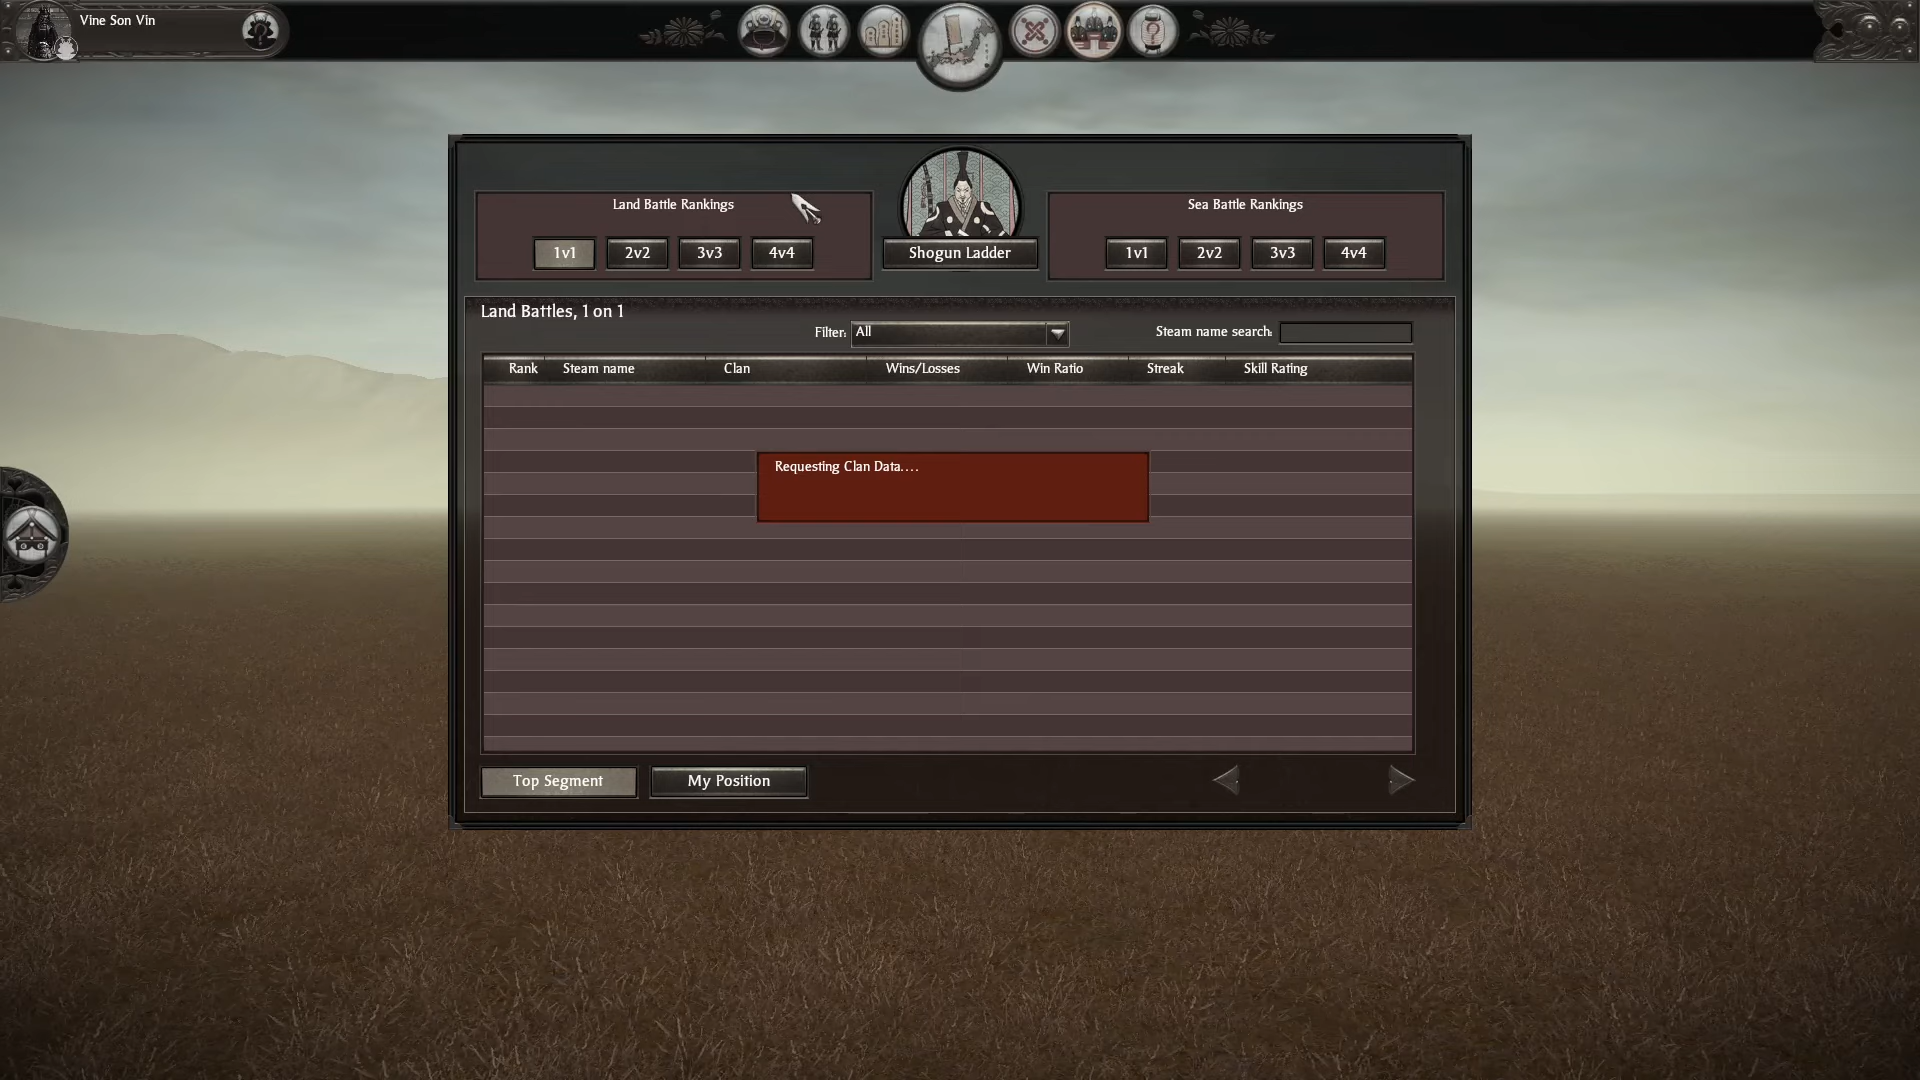 Vine Son Vin
Land Battle Rankings
1v1 2v2 3v3 4v4
Shogun Ladder
Sea Battle Rankings
1v1 2v2 3v3 4v4
Land Battles, 1 on 1
Filter: All
Steam name search:
Rank Steam name Clan Wins/Losses Win Ratio Streak Skill Rating
Requesting Clan Data....
Top Segment My Position